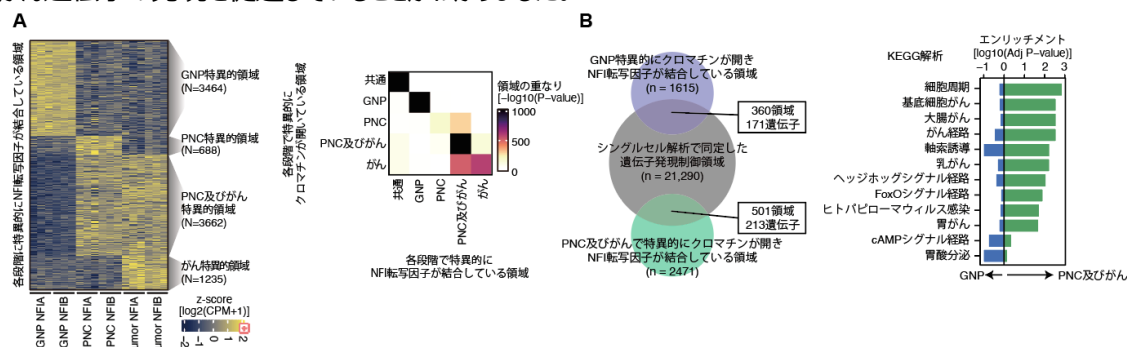 A
各段階に特異的にNFI転写因子が結合している領域
GNP特異的領域
(N=3464)
PNC特異的領域
(N=688)
PNC及びがん
特異的領域
(N=3662)
がん特異的領域
(N=1235)
GNP NFIA
GNP NFIB
PNC NFIA
PNC NFIB
umor NFIA
umor NFIB
z-score
[log2(CPM+1)]
-2
-1
0
1
2
各段階で特異的に
クロマチンが開いている領域
共通
GNP
PNC
PNC及びがん
がん
共通
GNP
PNC
PNC及びがん
がん
領域の重なり
[-log10(P-value)]
1000
500
0
各段階で特異的に
NFI転写因子が結合している領域
B
GNP特異的にクロマチンが開き
NFI転写因子が結合している領域
(n = 1615)
360領域
171遺伝子
シングルセル解析で同定した
遺伝子発現制御領域
(n = 21,290)
501領域
213遺伝子
PNC及びがんで特異的にクロマチンが開き
NFI転写因子が結合している領域
(n = 2471)
KEGG解析
エンリッチメント
[log10(Adj P-value)]
-1 0 1 2 3
細胞周期
基底細胞がん
大腸がん
がん経路
軸索誘導
乳がん
ヘッジホッグシグナル経路
FoxOシグナル経路
ヒトパピローマウィルス感染
胃がん
cAMPシグナル経路
胃酸分泌
GNP
PNC及びがん